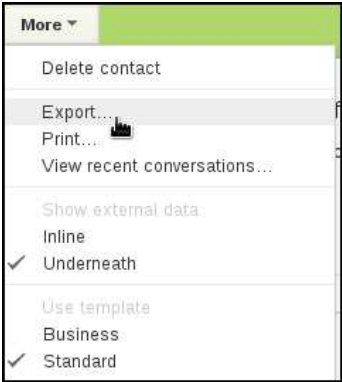 More
Delete contact
Export...
Print...
View recent conversations...
Show external data
Inline
Underneath
Use template
Business
Standard